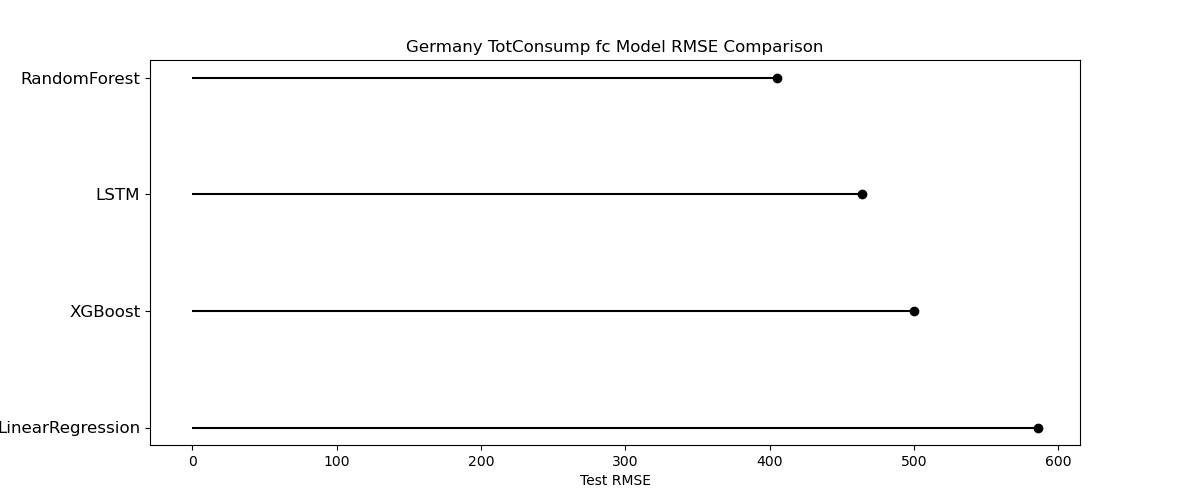 Germany TotConsump fc Model RMSE Comparison
RandomForest
LSTM
XGBoost
LinearRegression
0 100 200 300 400 500 600
Test RMSE